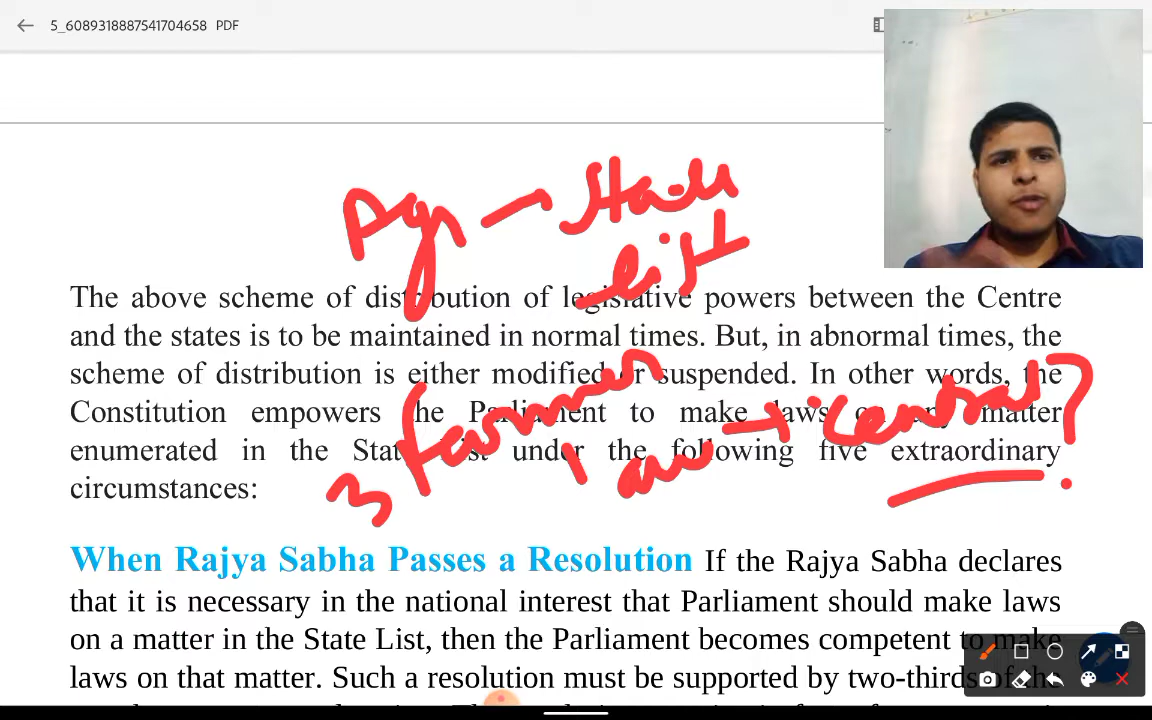 5_6089318887541704658 PDF
Agr → State
list
The above scheme of distribution of legislative powers between the Centre
and the states is to be maintained in normal times. But, in abnormal times, the
scheme of distribution is either modified or suspended. In other words, the
Constitution empowers the Parliament to make laws on any matter
enumerated in the State List under the following five extraordinary
circumstances:
3 farmer law → central?
When Rajya Sabha Passes a Resolution If the Rajya Sabha declares
that it is necessary in the national interest that Parliament should make laws
on a matter in the State List, then the Parliament becomes competent to make
laws on that matter. Such a resolution must be supported by two-thirds of the